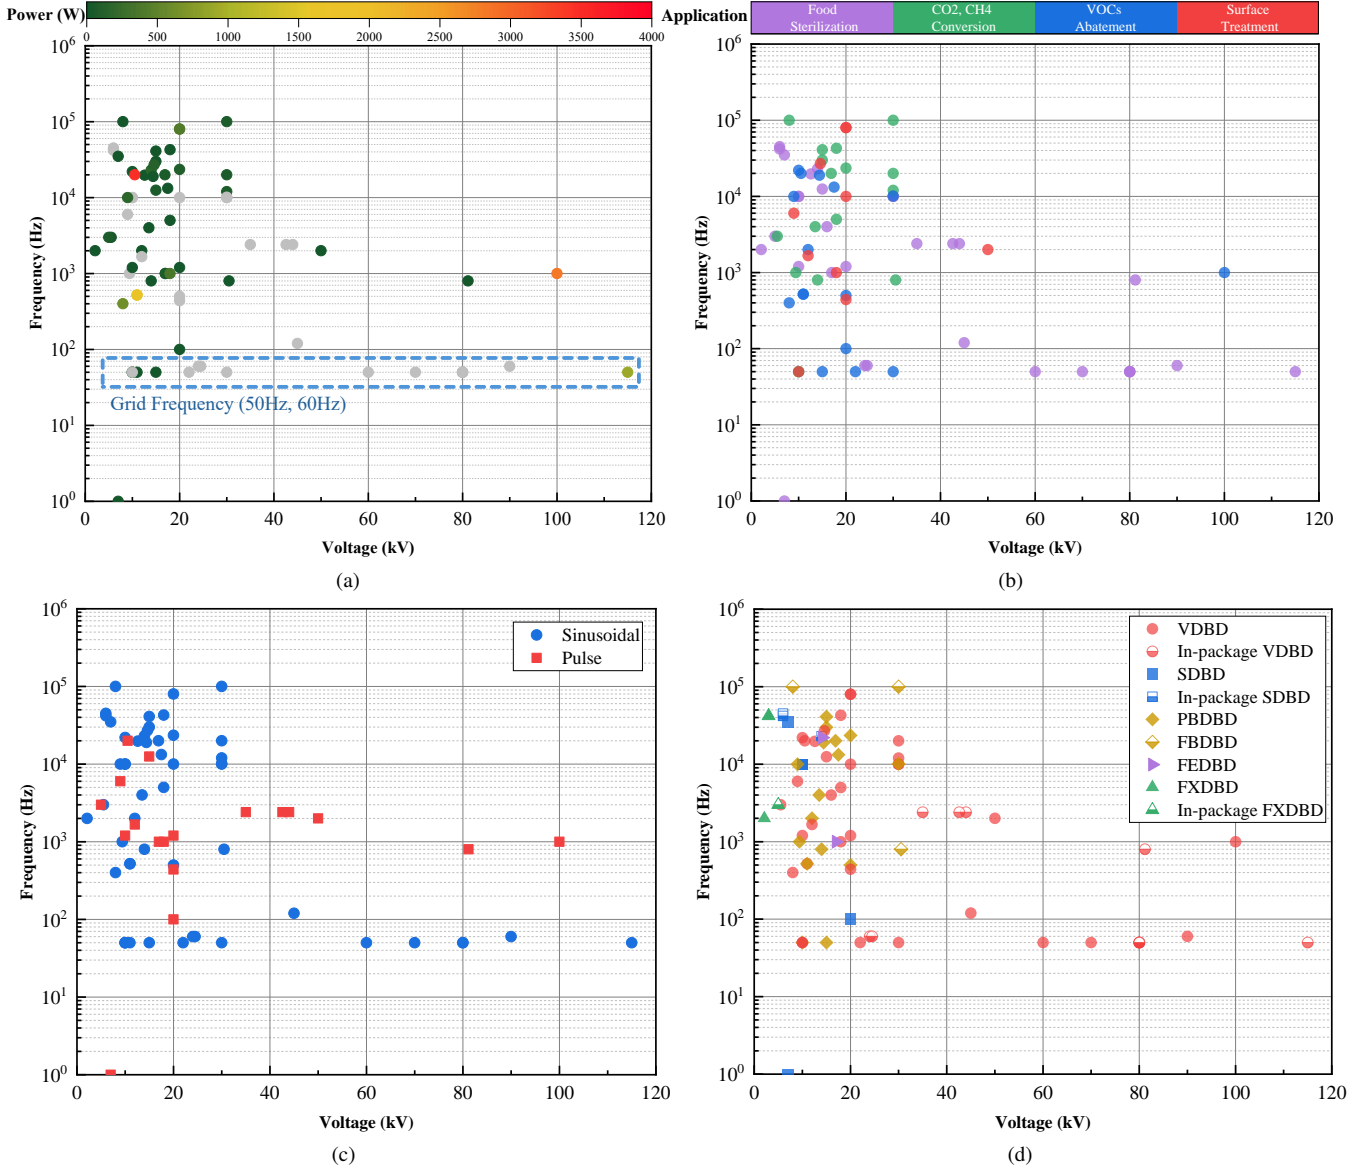 Power (W)
0 500 1000 1500 2000 2500 3000 3500 4000
10^6
10^5
10^4
10^3
10^2
10^1
10^0
Frequency (Hz)
Grid Frequency (50Hz, 60Hz)
0 20 40 60 80 100 120
Voltage (kV)
(a)
Application
Food Sterilization
CO2, CH4 Conversion
VOCs Abatement
Surface Treatment
10^6
10^5
10^4
10^3
10^2
10^1
10^0
Frequency (Hz)
0 20 40 60 80 100 120
Voltage (kV)
(b)
10^6
10^5
10^4
10^3
10^2
10^1
10^0
Frequency (Hz)
Sinusoidal
Pulse
0 20 40 60 80 100 120
Voltage (kV)
(c)
10^6
10^5
10^4
10^3
10^2
10^1
10^0
Frequency (Hz)
VDBD
In-package VDBD
SDBD
In-package SDBD
PBDBD
FBDBD
FEDBD
FXDBD
In-package FXDBD
0 20 40 60 80 100 120
Voltage (kV)
(d)